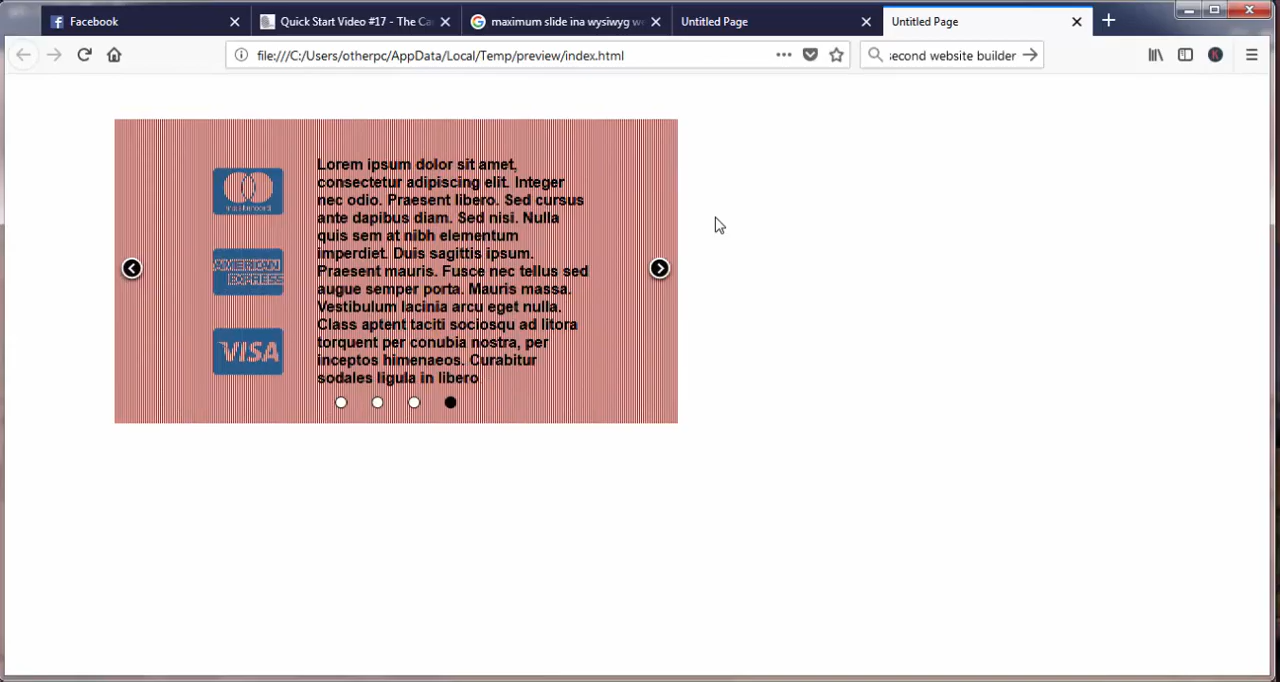 Facebook
Quick Start Video #17 - The Ca
maximum slide ina wysiwyg we
Untitled Page
Untitled Page
file:///C:/Users/otherpc/AppData/Local/Temp/preview/index.html
second website builder
K
mastercard
AMERICAN
EXPRESS
VISA
Lorem ipsum dolor sit amet,
consectetur adipiscing elit. Integer
nec odio. Praesent libero. Sed cursus
ante dapibus diam. Sed nisi. Nulla
quis sem at nibh elementum
imperdiet. Duis sagittis ipsum.
Praesent mauris. Fusce nec tellus sed
augue semper porta. Mauris massa.
Vestibulum lacinia arcu eget nulla.
Class aptent taciti sociosqu ad litora
torquent per conubia nostra, per
inceptos himenaeos. Curabitur
sodales ligula in libero